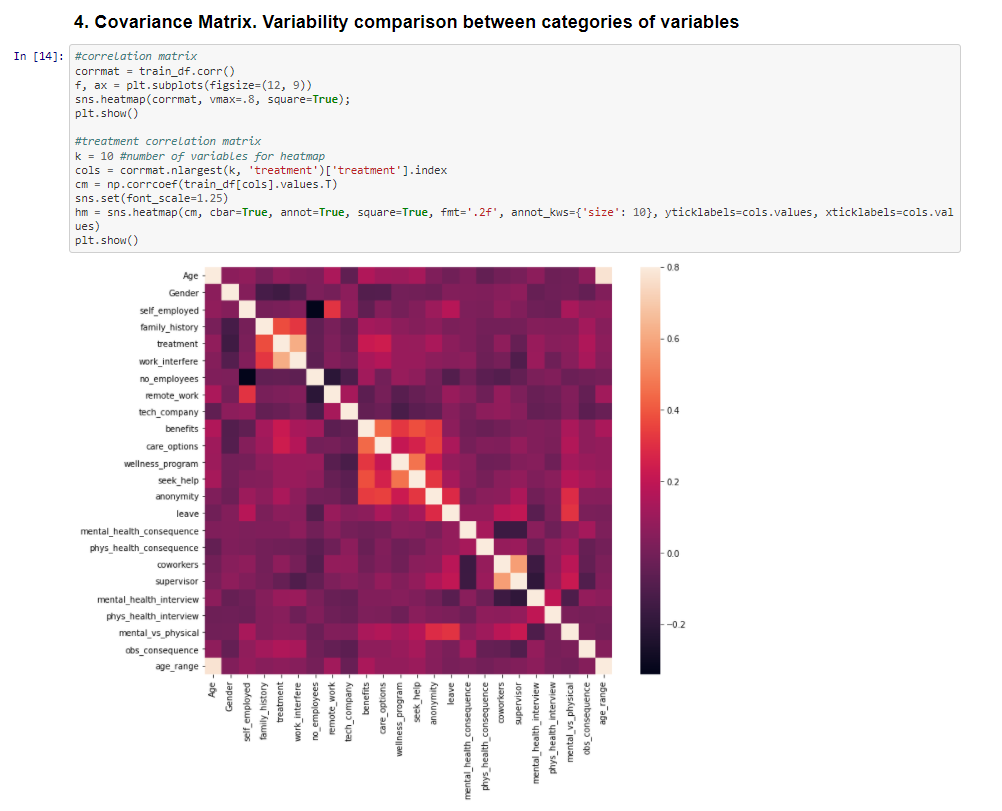 4. Covariance Matrix. Variability comparison between categories of variables
In [14]:
#correlation matrix
corrmat = train_df.corr()
f, ax = plt.subplots(figsize=(12, 9))
sns.heatmap(corrmat, vmax=.8, square=True);
plt.show()
#treatment correlation matrix
k = 10 #number of variables for heatmap
cols = corrmat.nlargest(k, 'treatment')['treatment'].index
cm = np.corrcoef(train_df[cols].values.T)
sns.set(font_scale=1.25)
hm = sns.heatmap(cm, cbar=True, annot=True, square=True, fmt='.2f', annot_kws={'size': 10}, yticklabels=cols.values, xticklabels=cols.val
ues)
plt.show()
Age
Gender
self_employed
family_history
treatment
work_interfere
no_employees
remote_work
tech_company
benefits
care_options
wellness_program
seek_help
anonymity
leave
mental_health_consequence
phys_health_consequence
coworkers
supervisor
mental_health_interview
phys_health_interview
mental_vs_physical
obs_consequence
age_range
Age
Gender
self_employed
family_history
treatment
work_interfere
no_employees
remote_work
tech_company
benefits
care_options
wellness_program
seek_help
anonymity
leave
mental_health_consequence
phys_health_consequence
coworkers
supervisor
mental_health_interview
phys_health_interview
mental_vs_physical
obs_consequence
age_range
0.8
0.6
0.4
0.2
0.0
−0.2